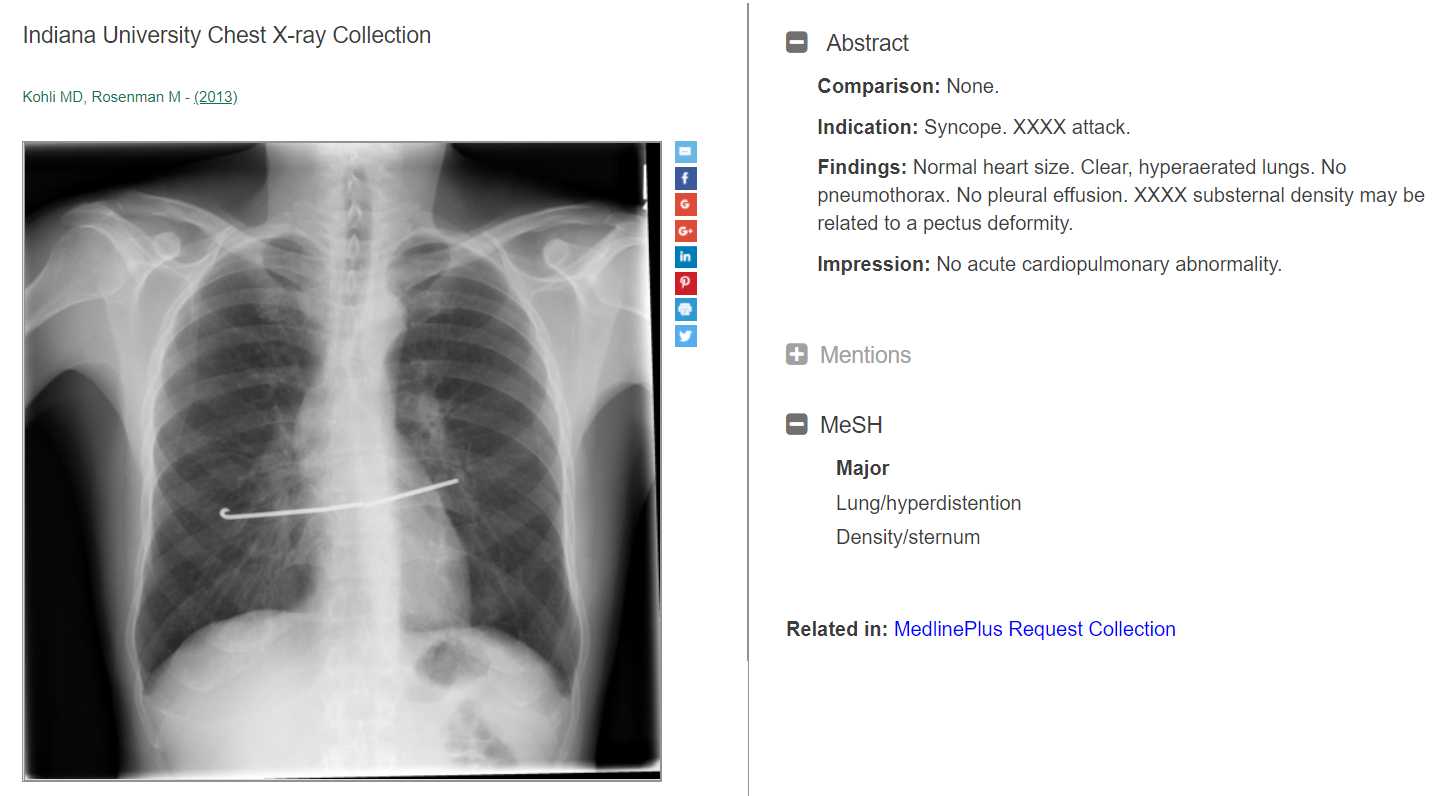 Indiana University Chest X-ray Collection
Kohli MD, Rosenman M - (2013)
f
G
G+
in
Abstract
Comparison: None.
Indication: Syncope. XXXX attack.
Findings: Normal heart size. Clear, hyperaerated lungs. No
pneumothorax. No pleural effusion. XXXX substernal density may be
related to a pectus deformity.
Impression: No acute cardiopulmonary abnormality.
Mentions
MeSH
Major
Lung/hyperdistention
Density/sternum
Related in: MedlinePlus Request Collection